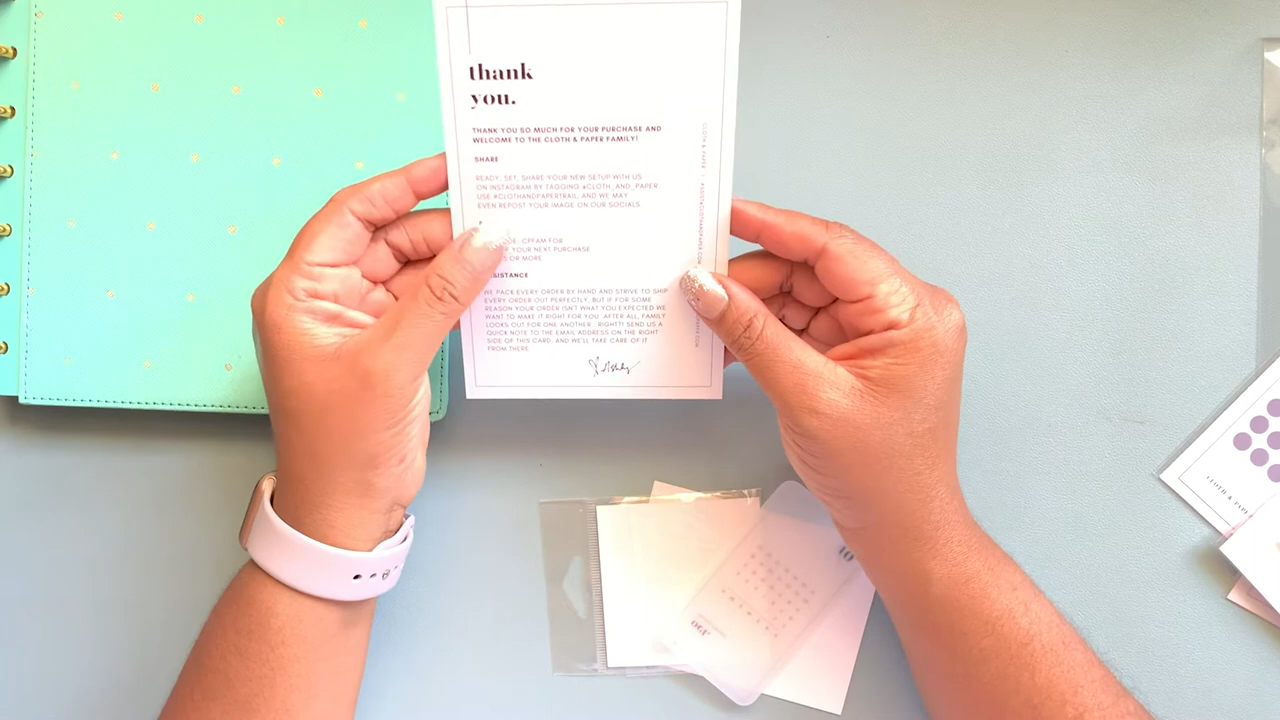 thank
you.
THANK YOU SO MUCH FOR YOUR PURCHASE AND
WELCOME TO THE CLOTH & PAPER FAMILY!
SHARE
READY, SET, SHARE YOUR NEW SETUP WITH US
ON INSTAGRAM BY TAGGING @CLOTH_AND_PAPER
USE #CLOTHANDPAPERTRAIL, AND WE MAY
EVEN REPOST YOUR IMAGE ON OUR SOCIALS
CPFAM FOR
YOUR NEXT PURCHASE
OR MORE
SISTANCE
WE PACK EVERY ORDER BY HAND AND STRIVE TO SHIP
EVERY ORDER OUT PERFECTLY, BUT IF FOR SOME
REASON YOUR ORDER ISN'T WHAT YOU EXPECTED WE
WANT TO MAKE IT RIGHT FOR YOU. AFTER ALL, FAMILY
LOOKS OUT FOR ONE ANOTHER... RIGHT?! SEND US A
QUICK NOTE TO THE EMAIL ADDRESS ON THE RIGHT
SIDE OF THIS CARD, AND WE'LL TAKE CARE OF IT
FROM THERE.
CLOTH & PAPER
10
CLOTH & PAPE